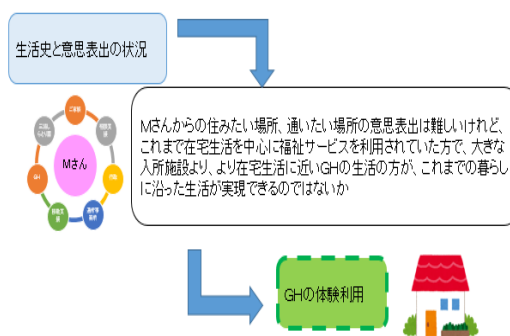 生活史と意思表出の状況
Mさんからの住みたい場所、通いたい場所の意思表出は難しいけれど、
これまで在宅生活を中心に福祉サービスを利用されていた方で、大きな
入所施設より、より在宅生活に近いGHの生活の方が、これまでの暮らし
に沿った生活が実現できるのではないか
Mさん
GH
GHの体験利用